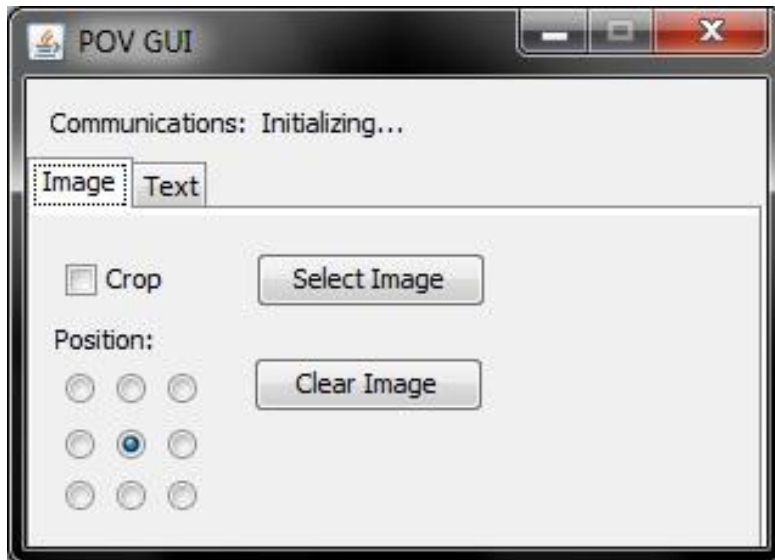 POV GUI
Communications: Initializing...
Image Text
Crop Select Image
Position:
Clear Image